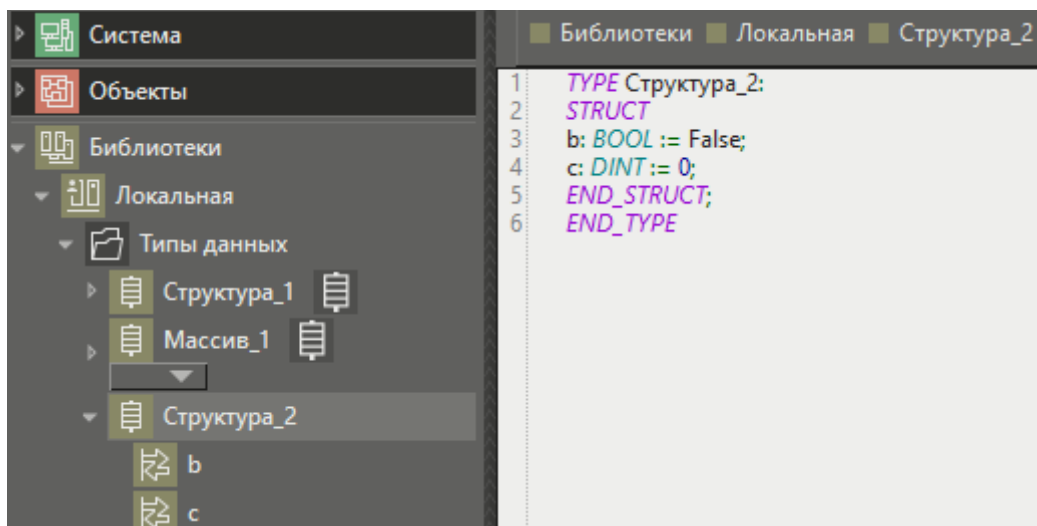 Система
Объекты
Библиотеки
Локальная
Типы данных
Структура_1
Массив_1
Структура_2
b
c
Библиотеки Локальная Структура_2
1 TYPE Структура_2:
2 STRUCT
3 b: BOOL := False;
4 c: DINT := 0;
5 END_STRUCT;
6 END_TYPE